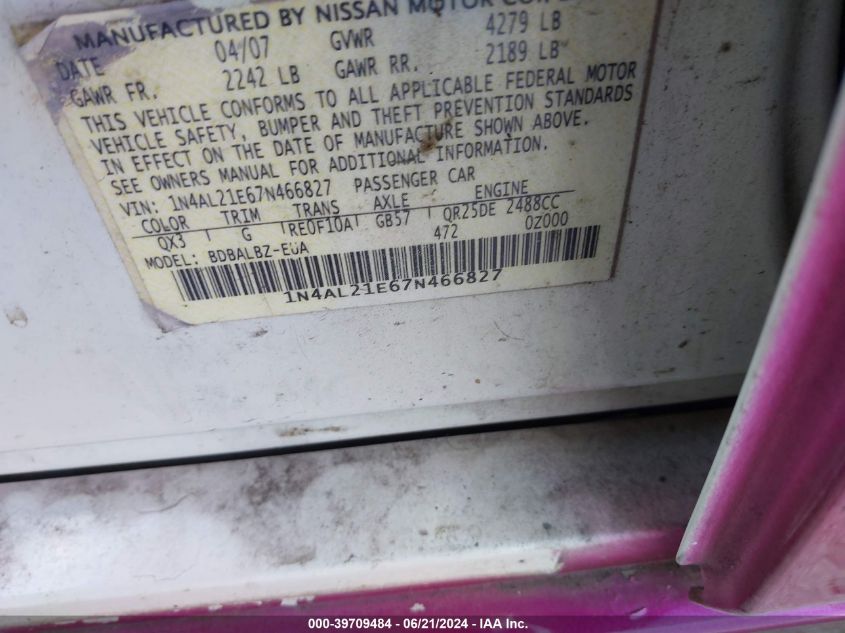 MANUFACTURED BY NISSAN MOTOR CO.
DATE 04/07 GVWR 4279 LB
GAWR FR. 2242 LB GAWR RR. 2189 LB
THIS VEHICLE CONFORMS TO ALL APPLICABLE FEDERAL MOTOR
VEHICLE SAFETY, BUMPER AND THEFT PREVENTION STANDARDS
IN EFFECT ON THE DATE OF MANUFACTURE SHOWN ABOVE.
SEE OWNERS MANUAL FOR ADDITIONAL INFORMATION.
VIN: 1N4AL21E67N466827 PASSENGER CAR
COLOR TRIM TRANS AXLE ENGINE
QX3 G RE0F10A GB57 QR25DE 2488CC
472 0Z000
MODEL: BDBALBZ-EUA
1N4AL21E67N466827
000-39709484 - 06/21/2024 - IAA Inc.